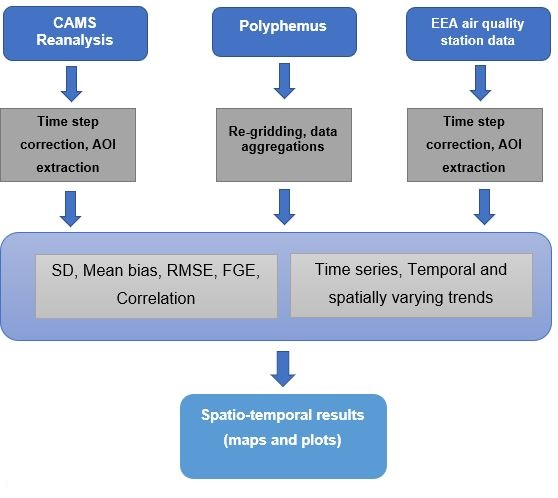 CAMS
Reanalysis
Polyphemus
EEA air quality
station data
Time step
correction, AOI
extraction
Re-gridding, data
aggregations
Time step
correction, AOI
extraction
SD, Mean bias, RMSE, FGE,
Correlation
Time series, Temporal and
spatially varying trends
Spatio-temporal results
(maps and plots)